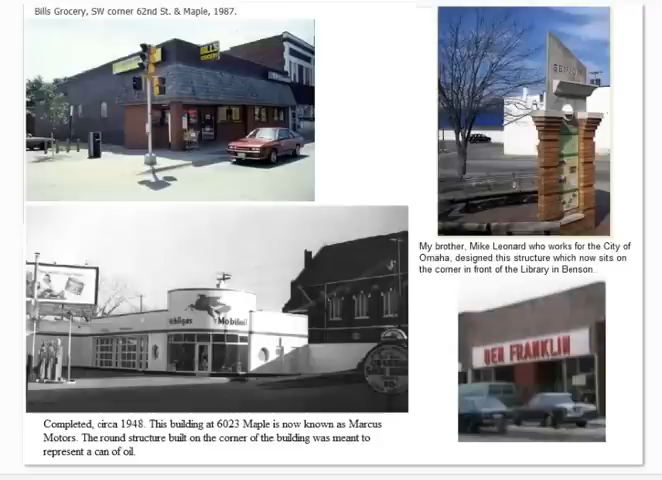 Bills Grocery, SW corner 62nd St. & Maple, 1987.
BILL'S
BENSON
My brother, Mike Leonard who works for the City of
Omaha, designed this structure which now sits on
the corner in front of the Library in Benson.
Mobilgas
Mobiloil
BEN FRANKLIN
Completed, circa 1948. This building at 6023 Maple is now known as Marcus
Motors. The round structure built on the corner of the building was meant to
represent a can of oil.